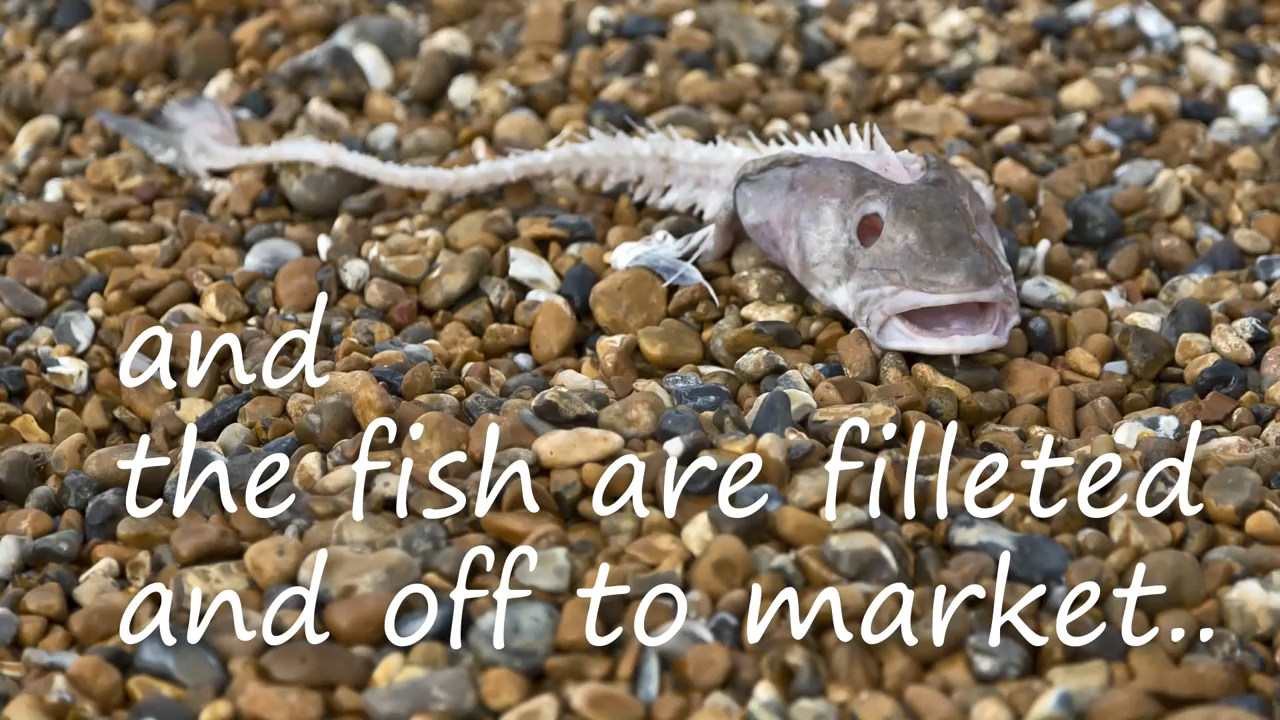 and
the fish are filleted
and off to market..